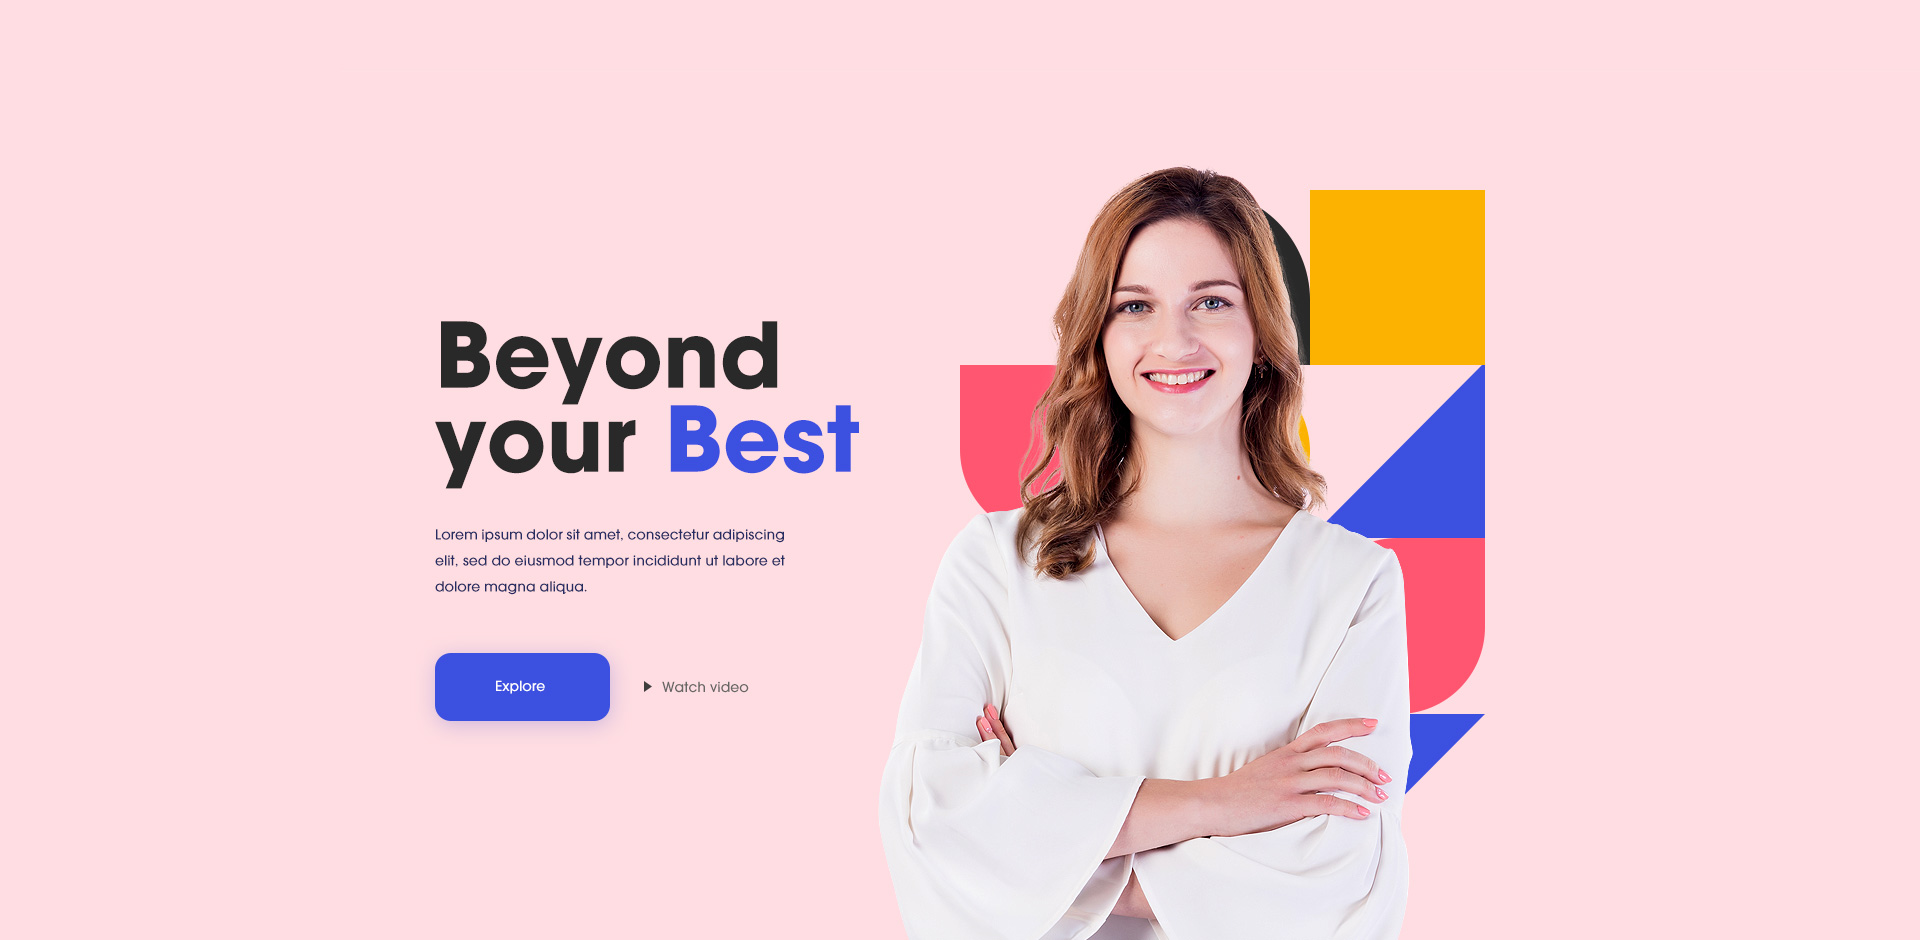 Beyond
your Best
Lorem ipsum dolor sit amet, consectetur adipiscing
elit, sed do eiusmod tempor incididunt ut labore et
dolore magna aliqua.
Explore
Watch video